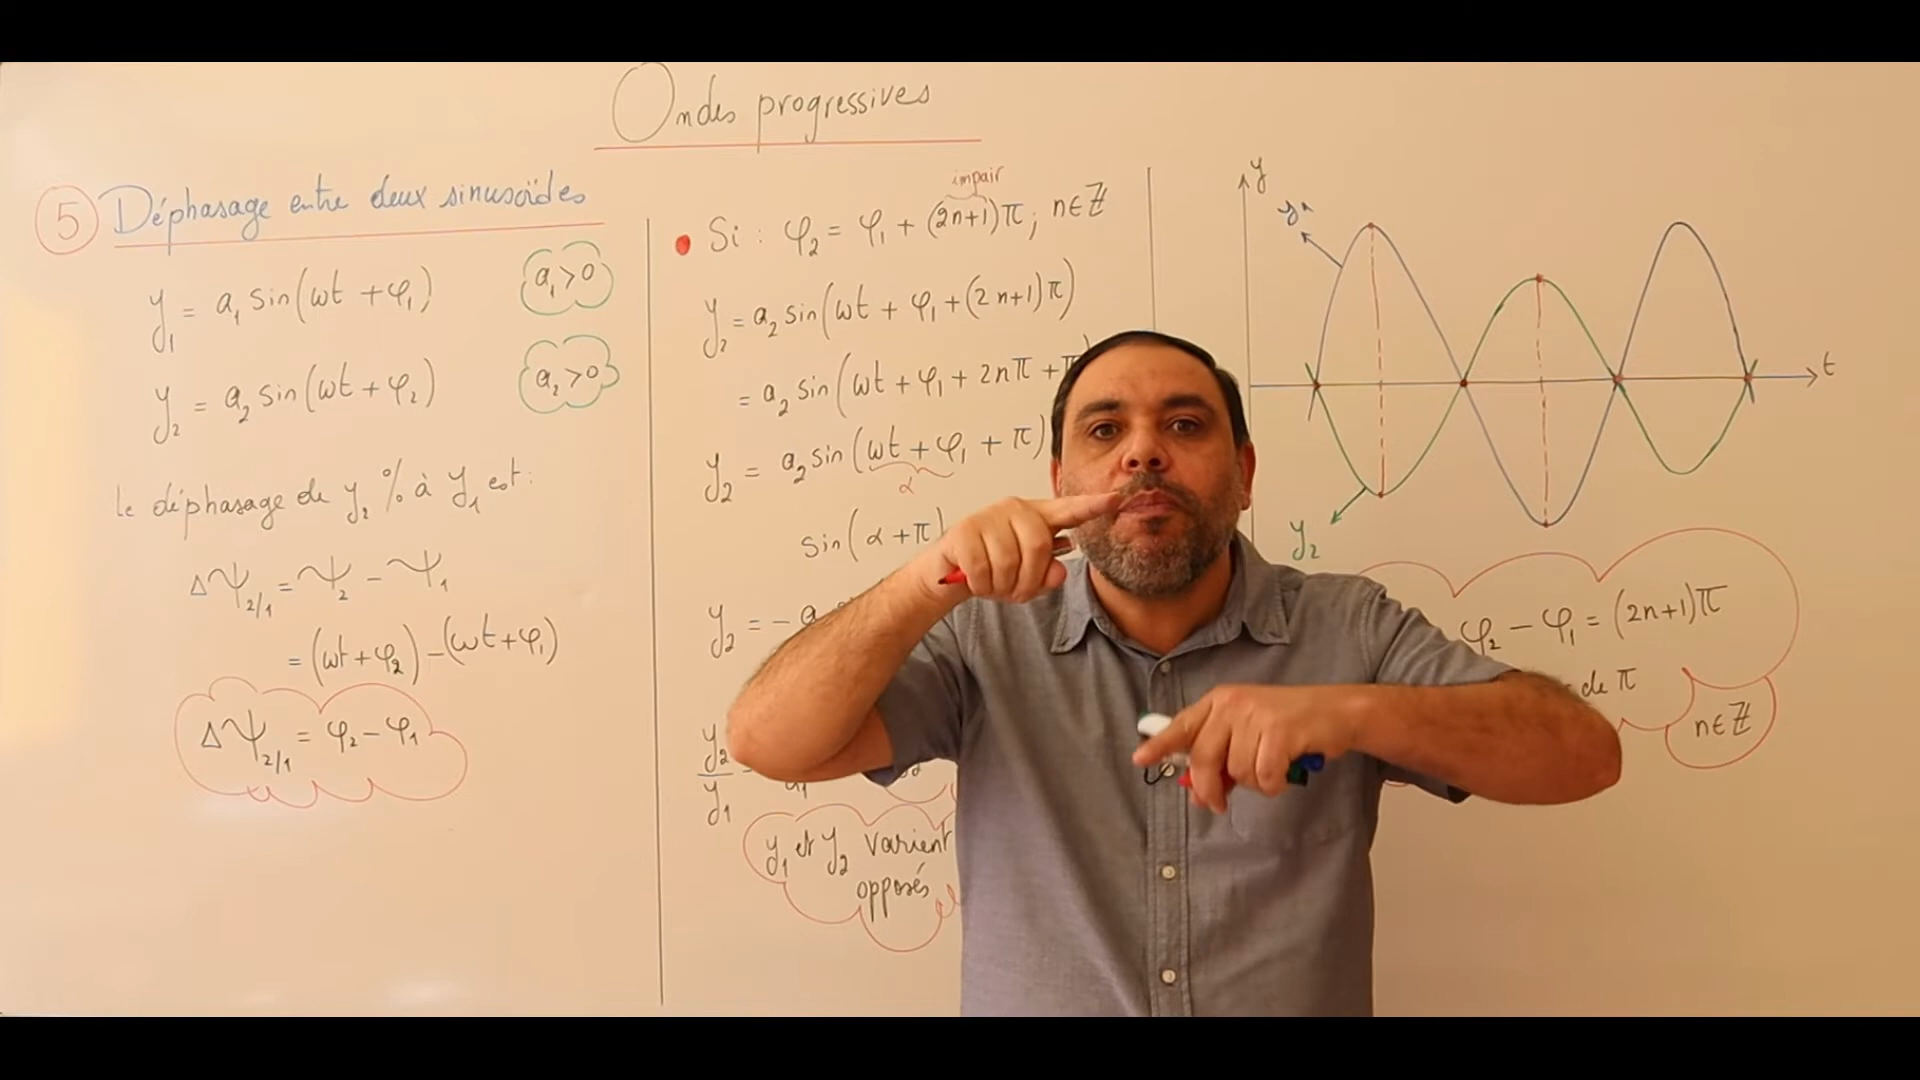 Ondes progressives
5 Déphasage entre deux sinusoïdes
y₁ = a₁ sin(ωt + φ₁)
a₁ > 0
y₂ = a₂ sin(ωt + φ₂)
a₂ > 0
le déphasage de y₂ % à y₁ est :
Δψ₂/₁ = ψ₂ - ψ₁
= (ωt + φ₂) - (ωt + φ₁)
Δψ₂/₁ = φ₂ - φ₁
impair
• Si : φ₂ = φ₁ + (2n+1)π ; n∈ℤ
y₂ = a₂ sin(ωt + φ₁ + (2n+1)π)
= a₂ sin(ωt + φ₁ + 2nπ +
y₂ = a₂ sin(ωt + φ₁ + π)
α
sin(α + π)
y₂ = - a
y₂
y₁
a₁
y₁ et y₂ varient
opposés
y
t
y₂
φ₂ - φ₁ = (2n+1)π
de π
n∈ℤ